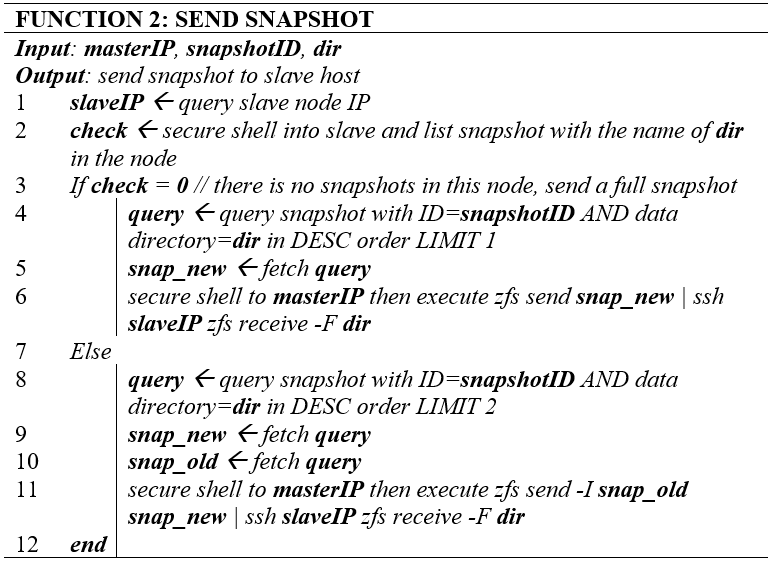 FUNCTION 2: SEND SNAPSHOT
Input: masterIP, snapshotID, dir
Output: send snapshot to slave host
1 slaveIP ← query slave node IP
2 check ← secure shell into slave and list snapshot with the name of dir
in the node
3 If check = 0 // there is no snapshots in this node, send a full snapshot
4 query ← query snapshot with ID=snapshotID AND data
directory=dir in DESC order LIMIT 1
5 snap_new ← fetch query
6 secure shell to masterIP then execute zfs send snap_new | ssh
slaveIP zfs receive -F dir
7 Else
8 query ← query snapshot with ID=snapshotID AND data
directory=dir in DESC order LIMIT 2
9 snap_new ← fetch query
10 snap_old ← fetch query
11 secure shell to masterIP then execute zfs send -I snap_old
snap_new | ssh slaveIP zfs receive -F dir
12 end